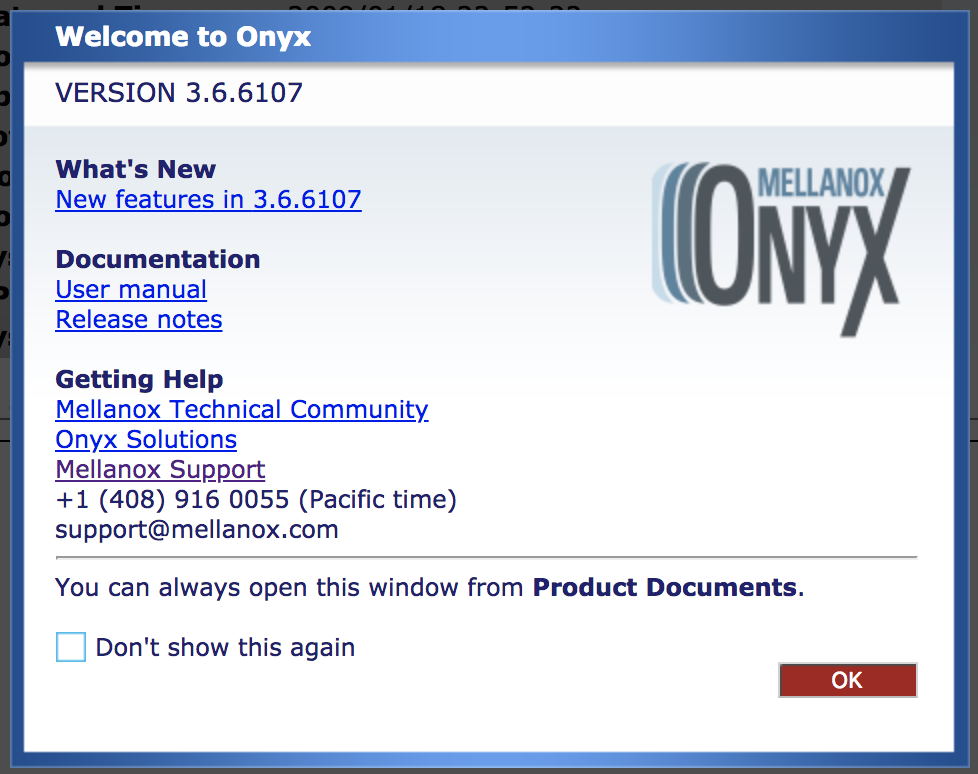 Welcome to Onyx
VERSION 3.6.6107
What's New
New features in 3.6.6107
MELLANOX
ONYX
Documentation
User manual
Release notes
Getting Help
Mellanox Technical Community
Onyx Solutions
Mellanox Support
+1 (408) 916 0055 (Pacific time)
support@mellanox.com
You can always open this window from Product Documents.
Don't show this again
OK